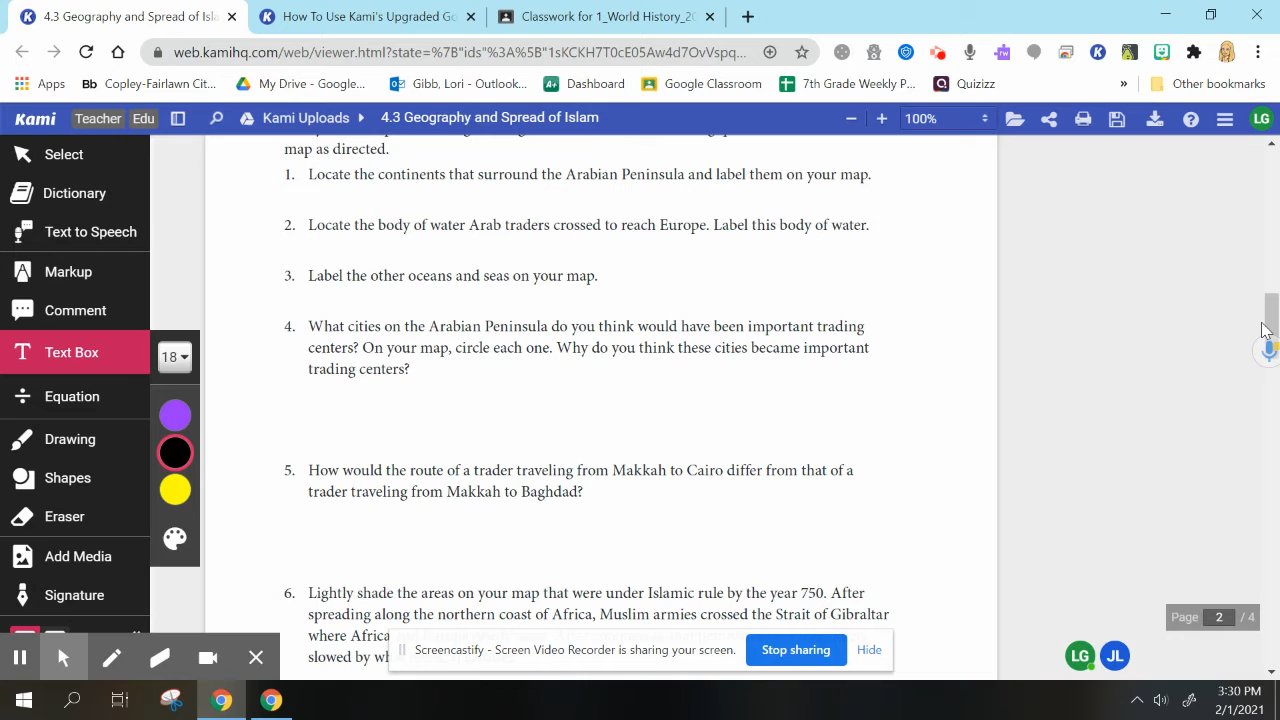 4.3 Geography and Spread of Isla
How To Use Kami's Upgraded Go
Classwork for 1_World History_20
web.kamihq.com/web/viewer.html?state=%7B"ids"%3A%5B"1sKCKH7T0cE05Aw4d7OvVspq...
Apps
Bb Copley-Fairlawn Cit...
My Drive - Google...
Gibb, Lori - Outlook...
A+ Dashboard
Google Classroom
7th Grade Weekly P...
Quizizz
»
Other bookmarks
Kami Teacher Edu
Kami Uploads
4.3 Geography and Spread of Islam
100%
LG
Select
Dictionary
Text to Speech
Markup
Comment
Text Box
18
Equation
Drawing
Shapes
Eraser
Add Media
Signature
map as directed.
1. Locate the continents that surround the Arabian Peninsula and label them on your map.
2. Locate the body of water Arab traders crossed to reach Europe. Label this body of water.
3. Label the other oceans and seas on your map.
4. What cities on the Arabian Peninsula do you think would have been important trading
centers? On your map, circle each one. Why do you think these cities became important
trading centers?
5. How would the route of a trader traveling from Makkah to Cairo differ from that of a
trader traveling from Makkah to Baghdad?
6. Lightly shade the areas on your map that were under Islamic rule by the year 750. After
spreading along the northern coast of Africa, Muslim armies crossed the Strait of Gibraltar
where Africa
slowed by wh
Page 2 / 4
Screencastify - Screen Video Recorder is sharing your screen.
Stop sharing
Hide
LG JL
3:30 PM
2/1/2021